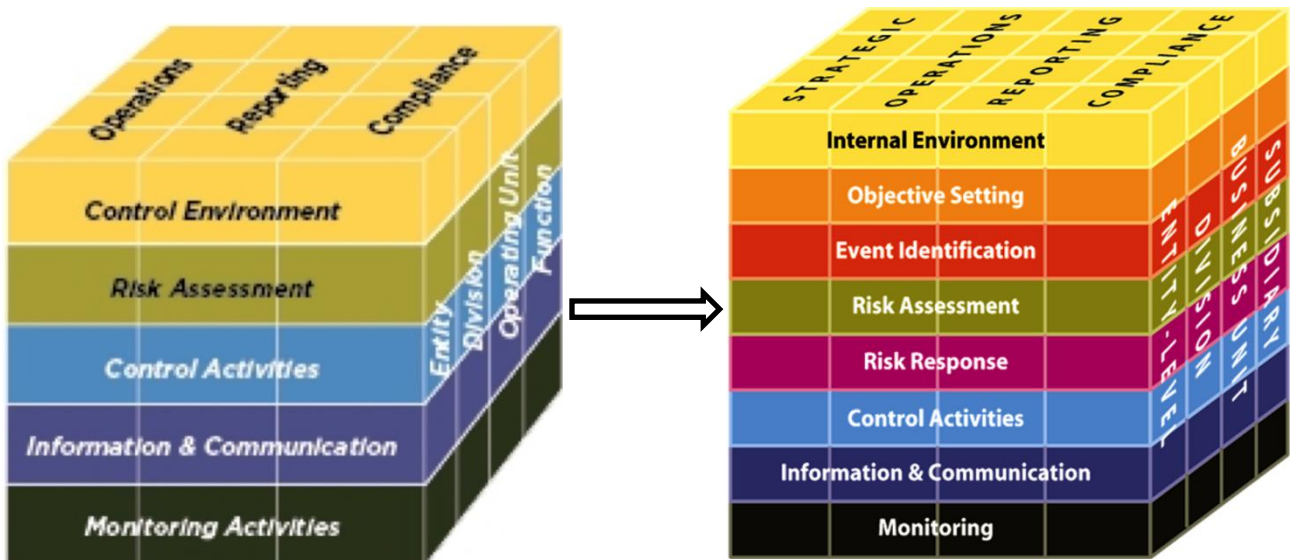 Operations
Reporting
Compliance
Control Environment
Risk Assessment
Control Activities
Information & Communication
Monitoring Activities
Entity
Division
Operating Unit
Function
STRATEGIC
OPERATIONS
REPORTING
COMPLIANCE
Internal Environment
Objective Setting
Event Identification
Risk Assessment
Risk Response
Control Activities
Information & Communication
Monitoring
ENTITY-LEVEL
DIVISION
BUSINESS UNIT
SUBSIDIARY